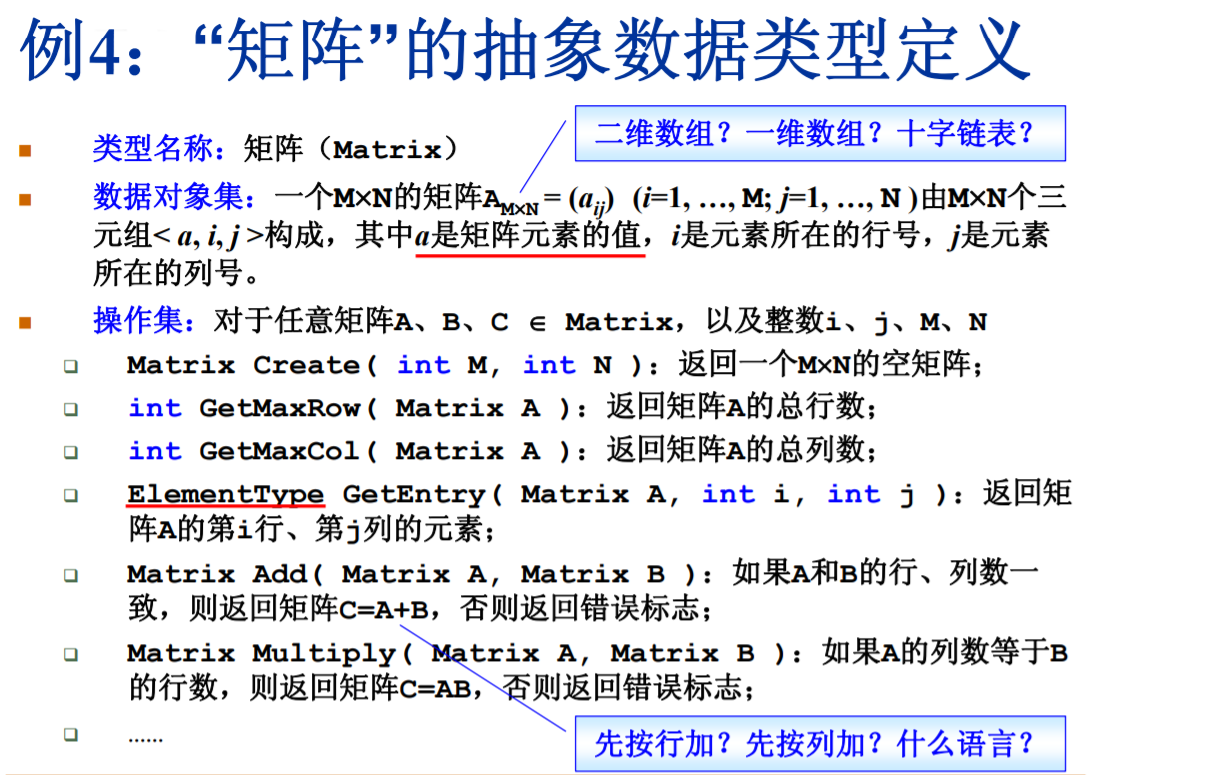 例4：“矩阵”的抽象数据类型定义
二维数组？一维数组？十字链表？
■ 类型名称：矩阵（Matrix）
■ 数据对象集：一个M×N的矩阵AM×N = (aij) (i=1, …, M; j=1, …, N )由M×N个三
元组< a, i, j >构成，其中a是矩阵元素的值，i是元素所在的行号，j是元素
所在的列号。
■ 操作集：对于任意矩阵A、B、C ∈ Matrix，以及整数i、j、M、N
❑ Matrix Create( int M, int N )：返回一个M×N的空矩阵；
❑ int GetMaxRow( Matrix A )：返回矩阵A的总行数；
❑ int GetMaxCol( Matrix A )：返回矩阵A的总列数；
❑ ElementType GetEntry( Matrix A, int i, int j )：返回矩
阵A的第i行、第j列的元素；
❑ Matrix Add( Matrix A, Matrix B )：如果A和B的行、列数一
致，则返回矩阵C=A+B，否则返回错误标志；
❑ Matrix Multiply( Matrix A, Matrix B )：如果A的列数等于B
的行数，则返回矩阵C=AB，否则返回错误标志；
❑ ……
先按行加？先按列加？什么语言？